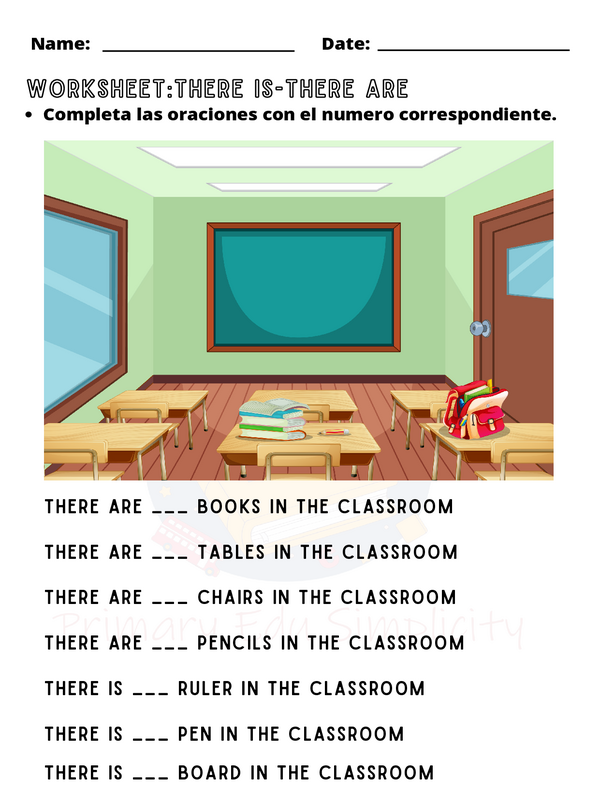 Name: ____________ Date: ____________
WORKSHEET:THERE IS-THERE ARE
• Completa las oraciones con el numero correspondiente.
THERE ARE ___ BOOKS IN THE CLASSROOM
THERE ARE ___ TABLES IN THE CLASSROOM
THERE ARE ___ CHAIRS IN THE CLASSROOM
Primary Edu Simplicity
THERE ARE ___ PENCILS IN THE CLASSROOM
THERE IS ___ RULER IN THE CLASSROOM
THERE IS ___ PEN IN THE CLASSROOM
THERE IS ___ BOARD IN THE CLASSROOM